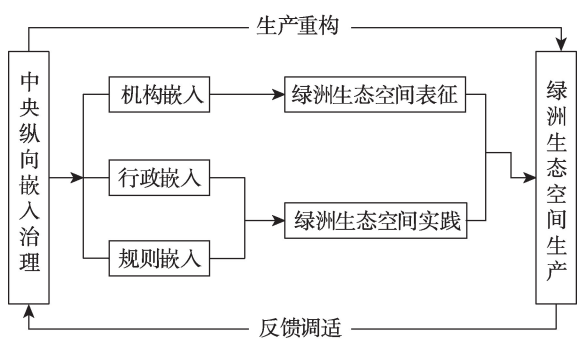 生产重构
中央纵向嵌入治理
机构嵌入
绿洲生态空间表征
行政嵌入
绿洲生态空间实践
规则嵌入
绿洲生态空间生产
反馈调适